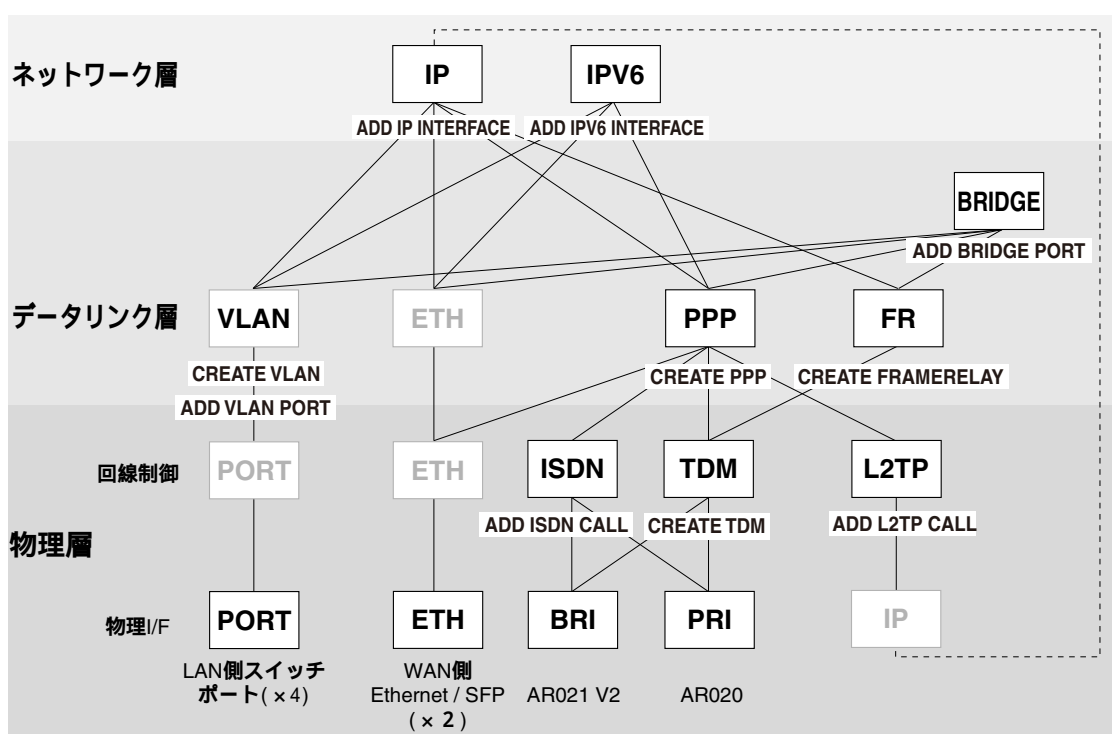 ネットワーク層
IP
IPV6
ADD IP INTERFACE
ADD IPV6 INTERFACE
BRIDGE
ADD BRIDGE PORT
データリンク層
VLAN
ETH
PPP
FR
CREATE VLAN
CREATE PPP
CREATE FRAMERELAY
ADD VLAN PORT
回線制御
PORT
ETH
ISDN
TDM
L2TP
ADD ISDN CALL
CREATE TDM
ADD L2TP CALL
物理層
物理I/F
PORT
ETH
BRI
PRI
IP
LAN側スイッチ
ポート(×4)
WAN側
Ethernet / SFP
(×2)
AR021 V2
AR020